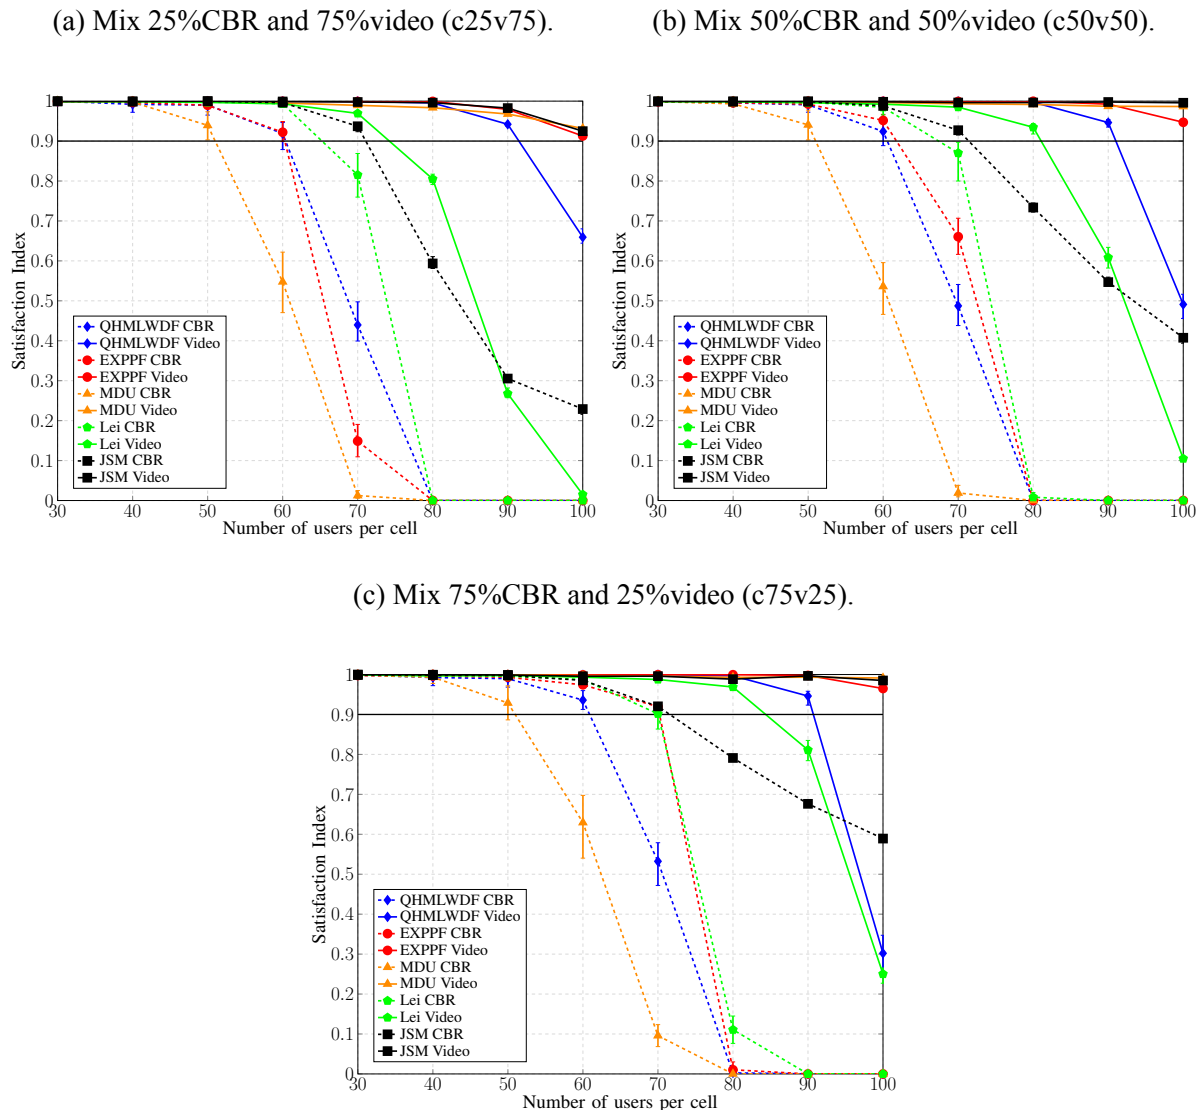 (a) Mix 25%CBR and 75%video (c25v75).
1
0.9
0.8
0.7
0.6
0.5
0.4
0.3
0.2
0.1
0
Satisfaction Index
QHMLWDF CBR
QHMLWDF Video
EXPPF CBR
EXPPF Video
MDU CBR
MDU Video
Lei CBR
Lei Video
JSM CBR
JSM Video
30 40 50 60 70 80 90 100
Number of users per cell
(b) Mix 50%CBR and 50%video (c50v50).
1
0.9
0.8
0.7
0.6
0.5
0.4
0.3
0.2
0.1
0
Satisfaction Index
QHMLWDF CBR
QHMLWDF Video
EXPPF CBR
EXPPF Video
MDU CBR
MDU Video
Lei CBR
Lei Video
JSM CBR
JSM Video
30 40 50 60 70 80 90 100
Number of users per cell
(c) Mix 75%CBR and 25%video (c75v25).
1
0.9
0.8
0.7
0.6
0.5
0.4
0.3
0.2
0.1
0
Satisfaction Index
QHMLWDF CBR
QHMLWDF Video
EXPPF CBR
EXPPF Video
MDU CBR
MDU Video
Lei CBR
Lei Video
JSM CBR
JSM Video
30 40 50 60 70 80 90 100
Number of users per cell